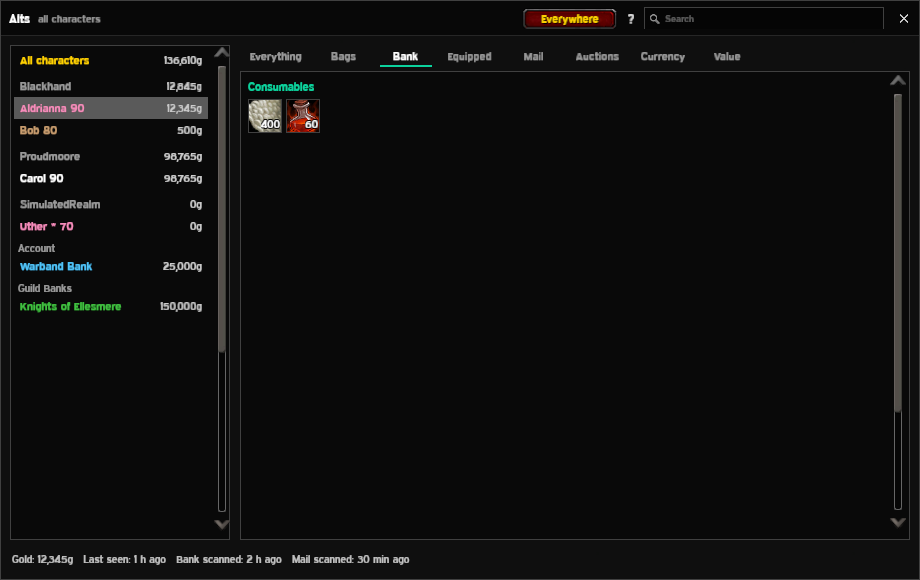 Alts all characters Everywhere ? Search
Everything Bags Bank Equipped Mail Auctions Currency Value
All characters 136,610g
Blackhand 12,845g
Aldrianna 90 12,345g
Bob 80 500g
Proudmoore 98,765g
Carol 90 98,765g
SimulatedRealm 0g
Uther * 70 0g
Account
Warband Bank 25,000g
Guild Banks
Knights of Ellesmere 150,000g
Consumables
400 60
Gold: 12,345g Last seen: 1 h ago Bank scanned: 2 h ago Mail scanned: 30 min ago